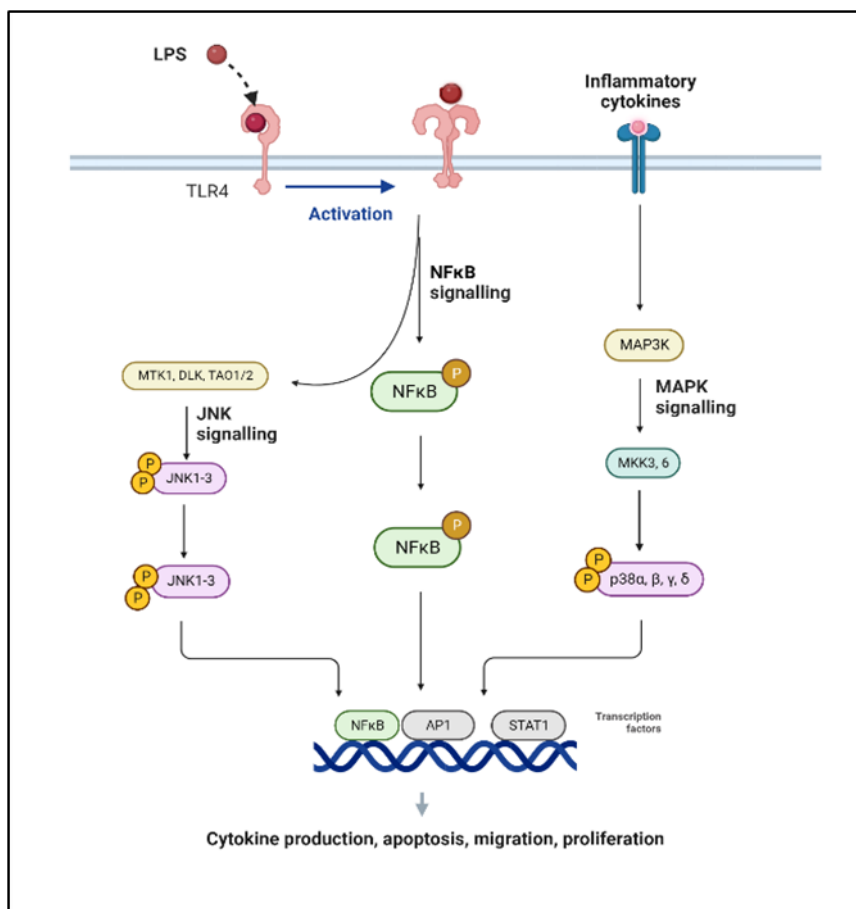 LPS
Inflammatory
cytokines
TLR4
Activation
NFκB
signalling
MAP3K
MTK1, DLK, TAO1/2
P
NFκB
MAPK
signalling
JNK
signalling
P
P
JNK1-3
MKK3, 6
P
NFκB
P
P
JNK1-3
P
P
p38α, β, γ, δ
NFκB
AP1
STAT1
Transcription
factors
Cytokine production, apoptosis, migration, proliferation